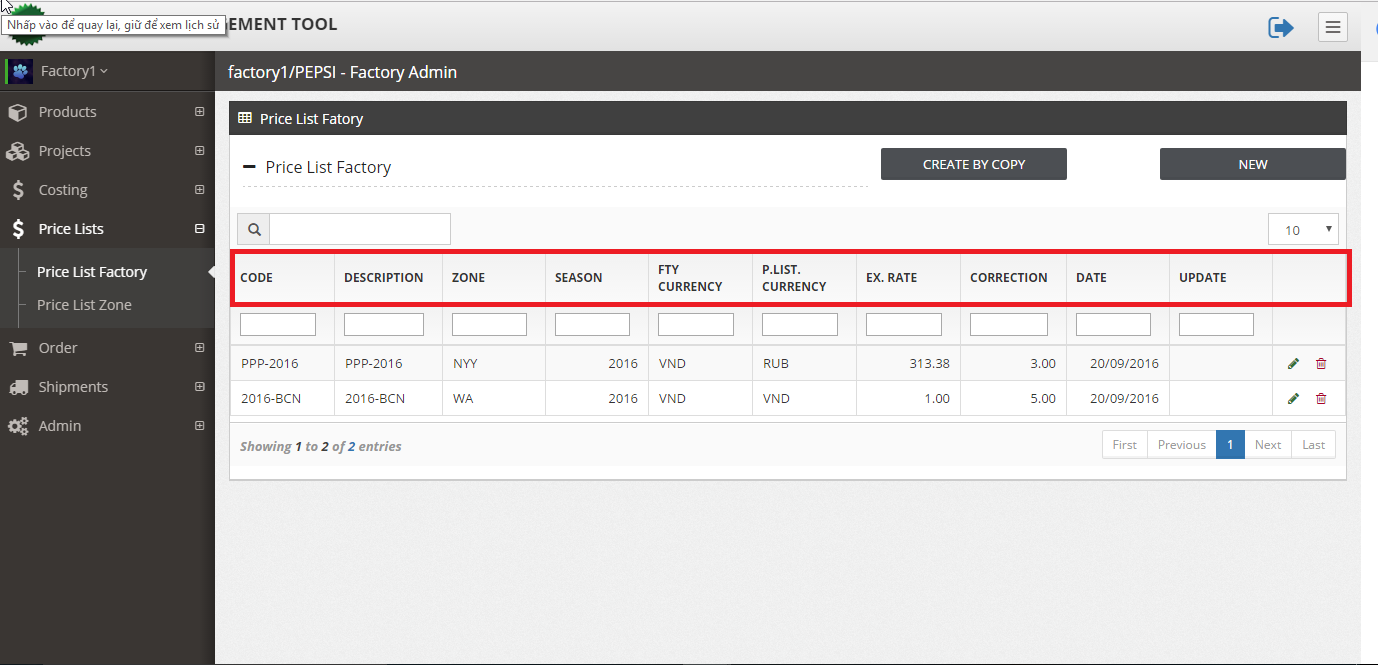 Nhấp vào để quay lại, giữ để xem lịch sử
EMENT TOOL
Factory1
factory1/PEPSI - Factory Admin
Products
Projects
Costing
Price Lists
Price List Factory
Price List Zone
Order
Shipments
Admin
Price List Fatory
Price List Factory
CREATE BY COPY
NEW
10
CODE DESCRIPTION ZONE SEASON FTY CURRENCY P.LIST. CURRENCY EX. RATE CORRECTION DATE UPDATE
PPP-2016 PPP-2016 NYY 2016 VND RUB 313.38 3.00 20/09/2016
2016-BCN 2016-BCN WA 2016 VND VND 1.00 5.00 20/09/2016
Showing 1 to 2 of 2 entries
First Previous 1 Next Last